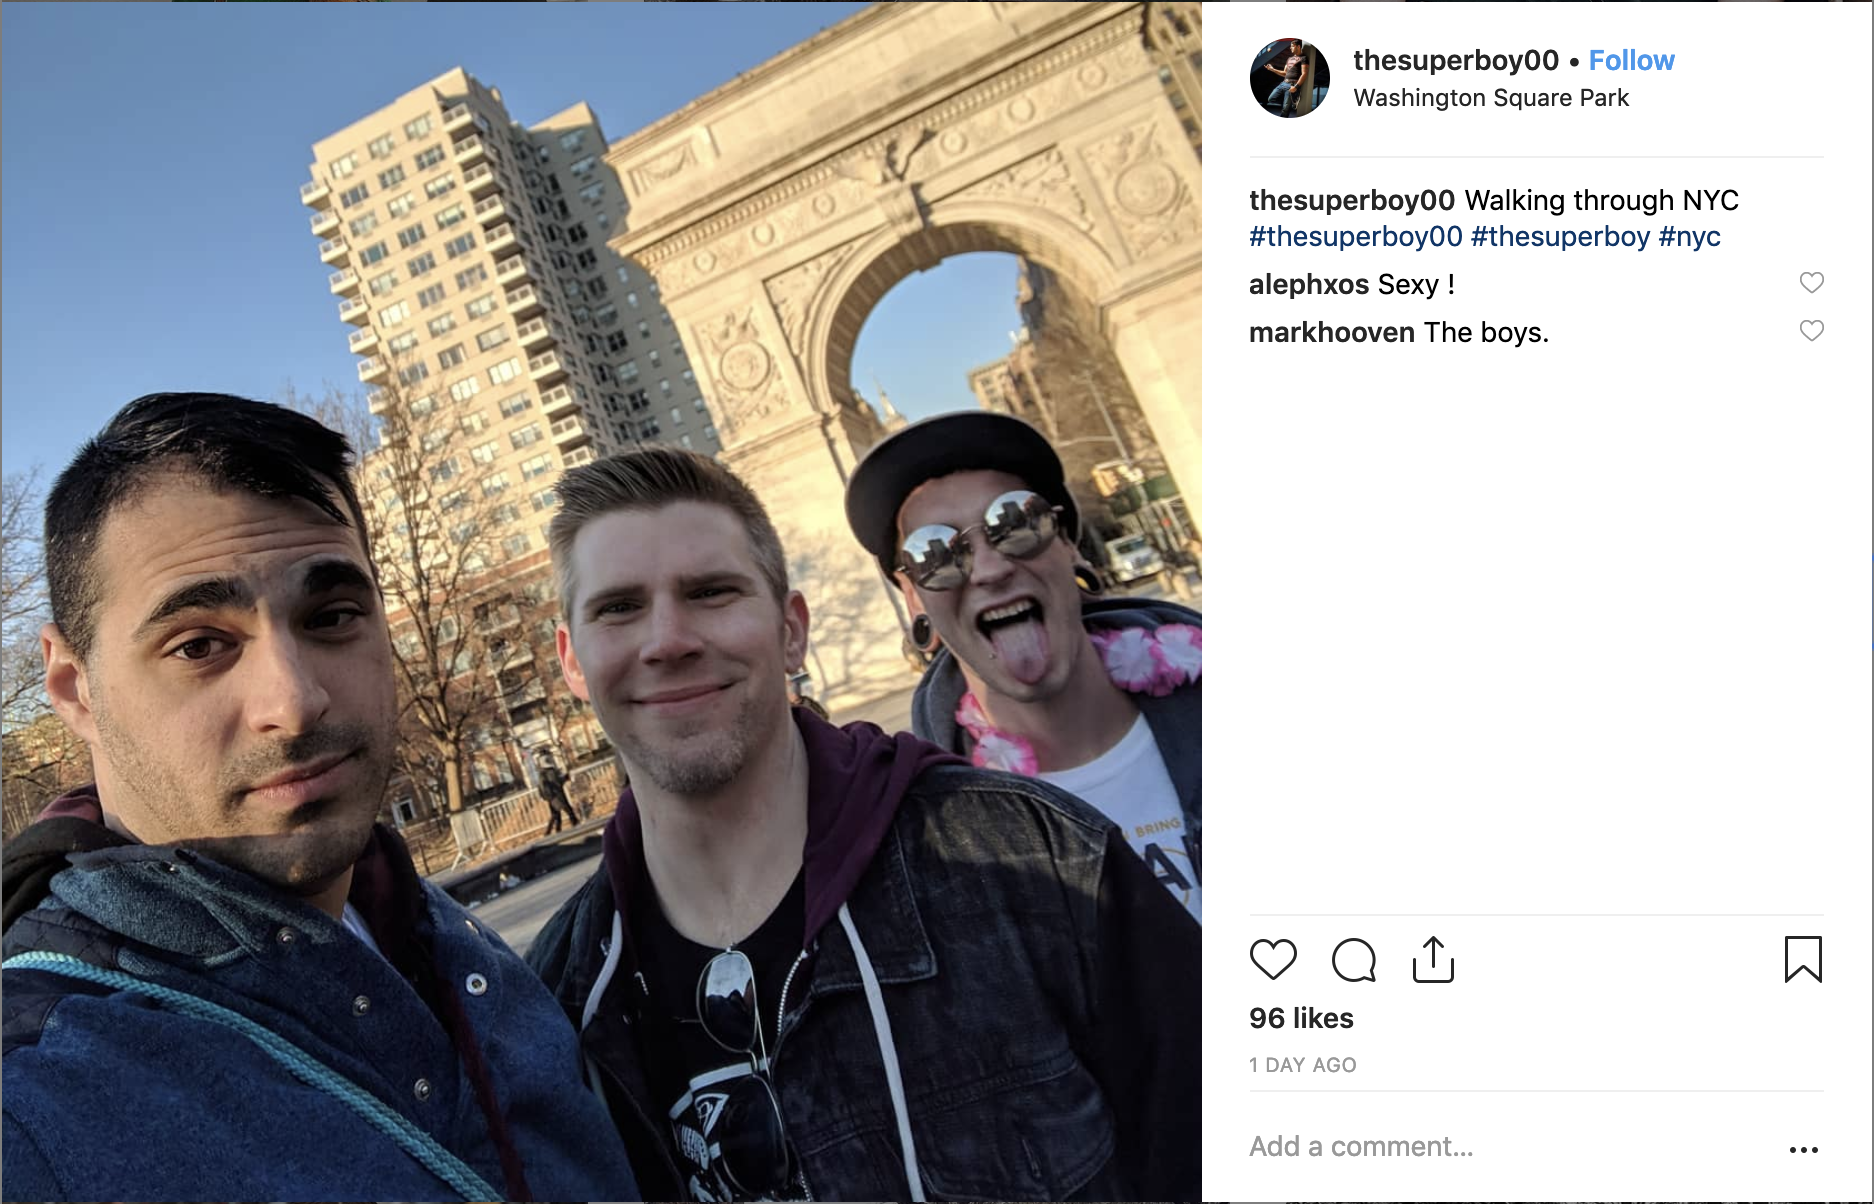 thesuperboy00 • Follow
Washington Square Park
thesuperboy00 Walking through NYC
#thesuperboy00 #thesuperboy #nyc
alephxos Sexy !
markhooven The boys.
96 likes
1 DAY AGO
Add a comment...
BRING